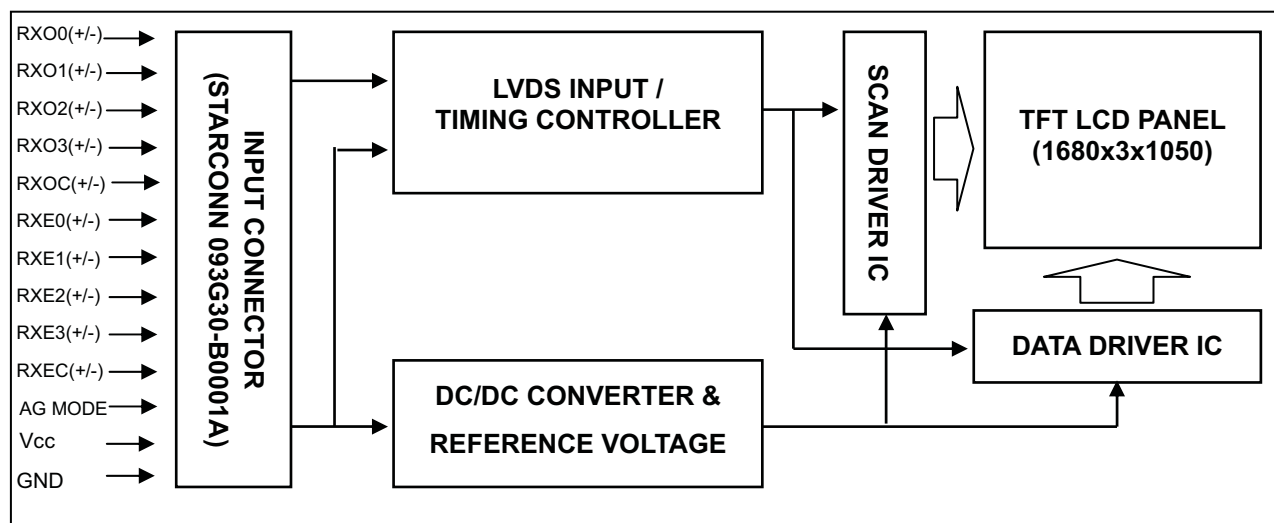 RXO0(+/-)
RXO1(+/-)
RXO2(+/-)
RXO3(+/-)
RXOC(+/-)
RXE0(+/-)
RXE1(+/-)
RXE2(+/-)
RXE3(+/-)
RXEC(+/-)
AG MODE
Vcc
GND
INPUT CONNECTOR
(STARCONN 093G30-B0001A)
LVDS INPUT /
TIMING CONTROLLER
DC/DC CONVERTER &
REFERENCE VOLTAGE
SCAN DRIVER IC
TFT LCD PANEL
(1680x3x1050)
DATA DRIVER IC